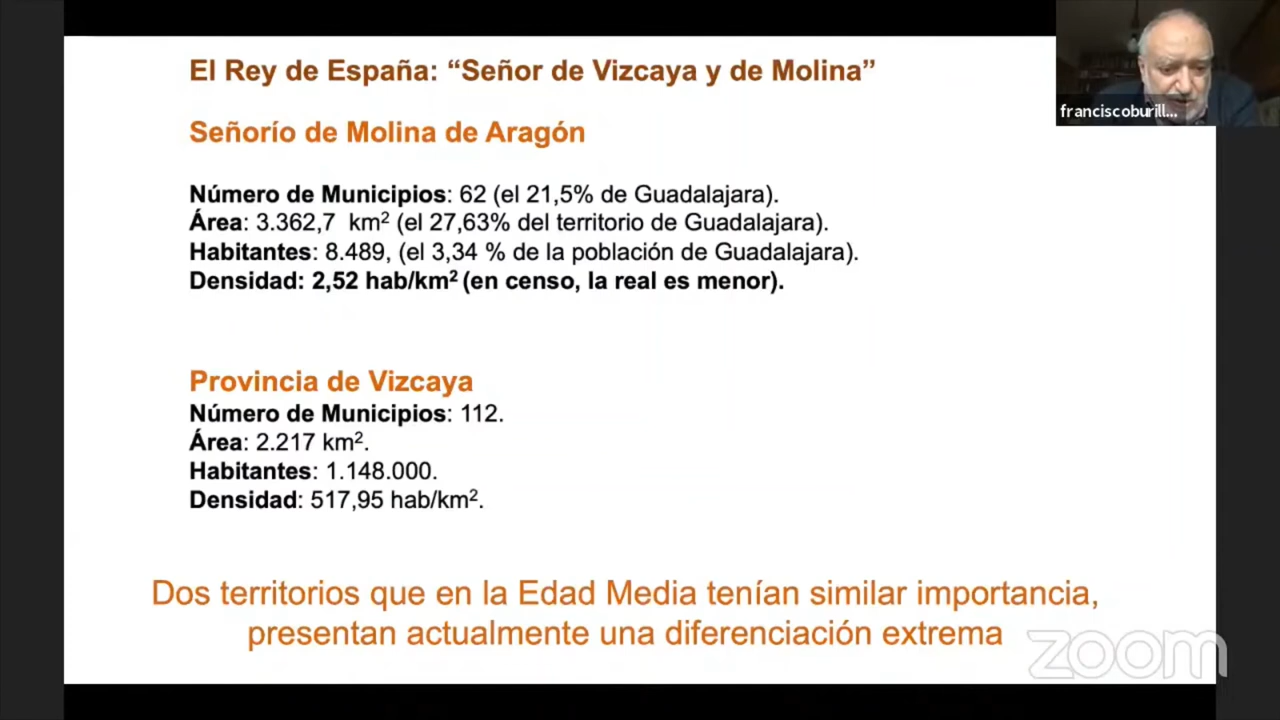 El Rey de España: “Señor de Vizcaya y de Molina”
Señorío de Molina de Aragón
Número de Municipios: 62 (el 21,5% de Guadalajara).
Área: 3.362,7 km² (el 27,63% del territorio de Guadalajara).
Habitantes: 8.489, (el 3,34 % de la población de Guadalajara).
Densidad: 2,52 hab/km² (en censo, la real es menor).
Provincia de Vizcaya
Número de Municipios: 112.
Área: 2.217 km².
Habitantes: 1.148.000.
Densidad: 517,95 hab/km².
Dos territorios que en la Edad Media tenían similar importancia,
presentan actualmente una diferenciación extrema
franciscoburill...
zoom